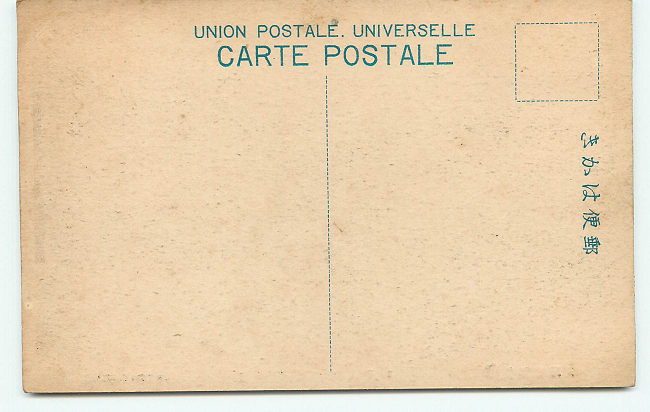 UNION POSTALE. UNIVERSELLE
CARTE POSTALE
郵便はかき